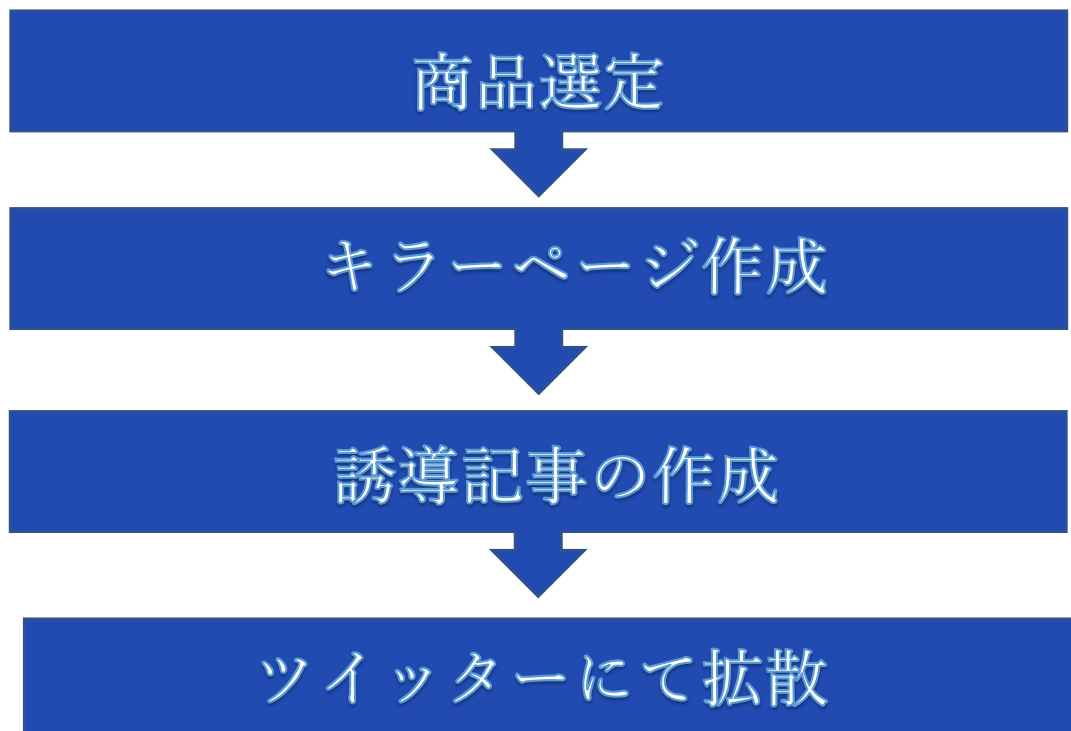 商品選定
キラーページ作成
誘導記事の作成
ツイッターにて拡散